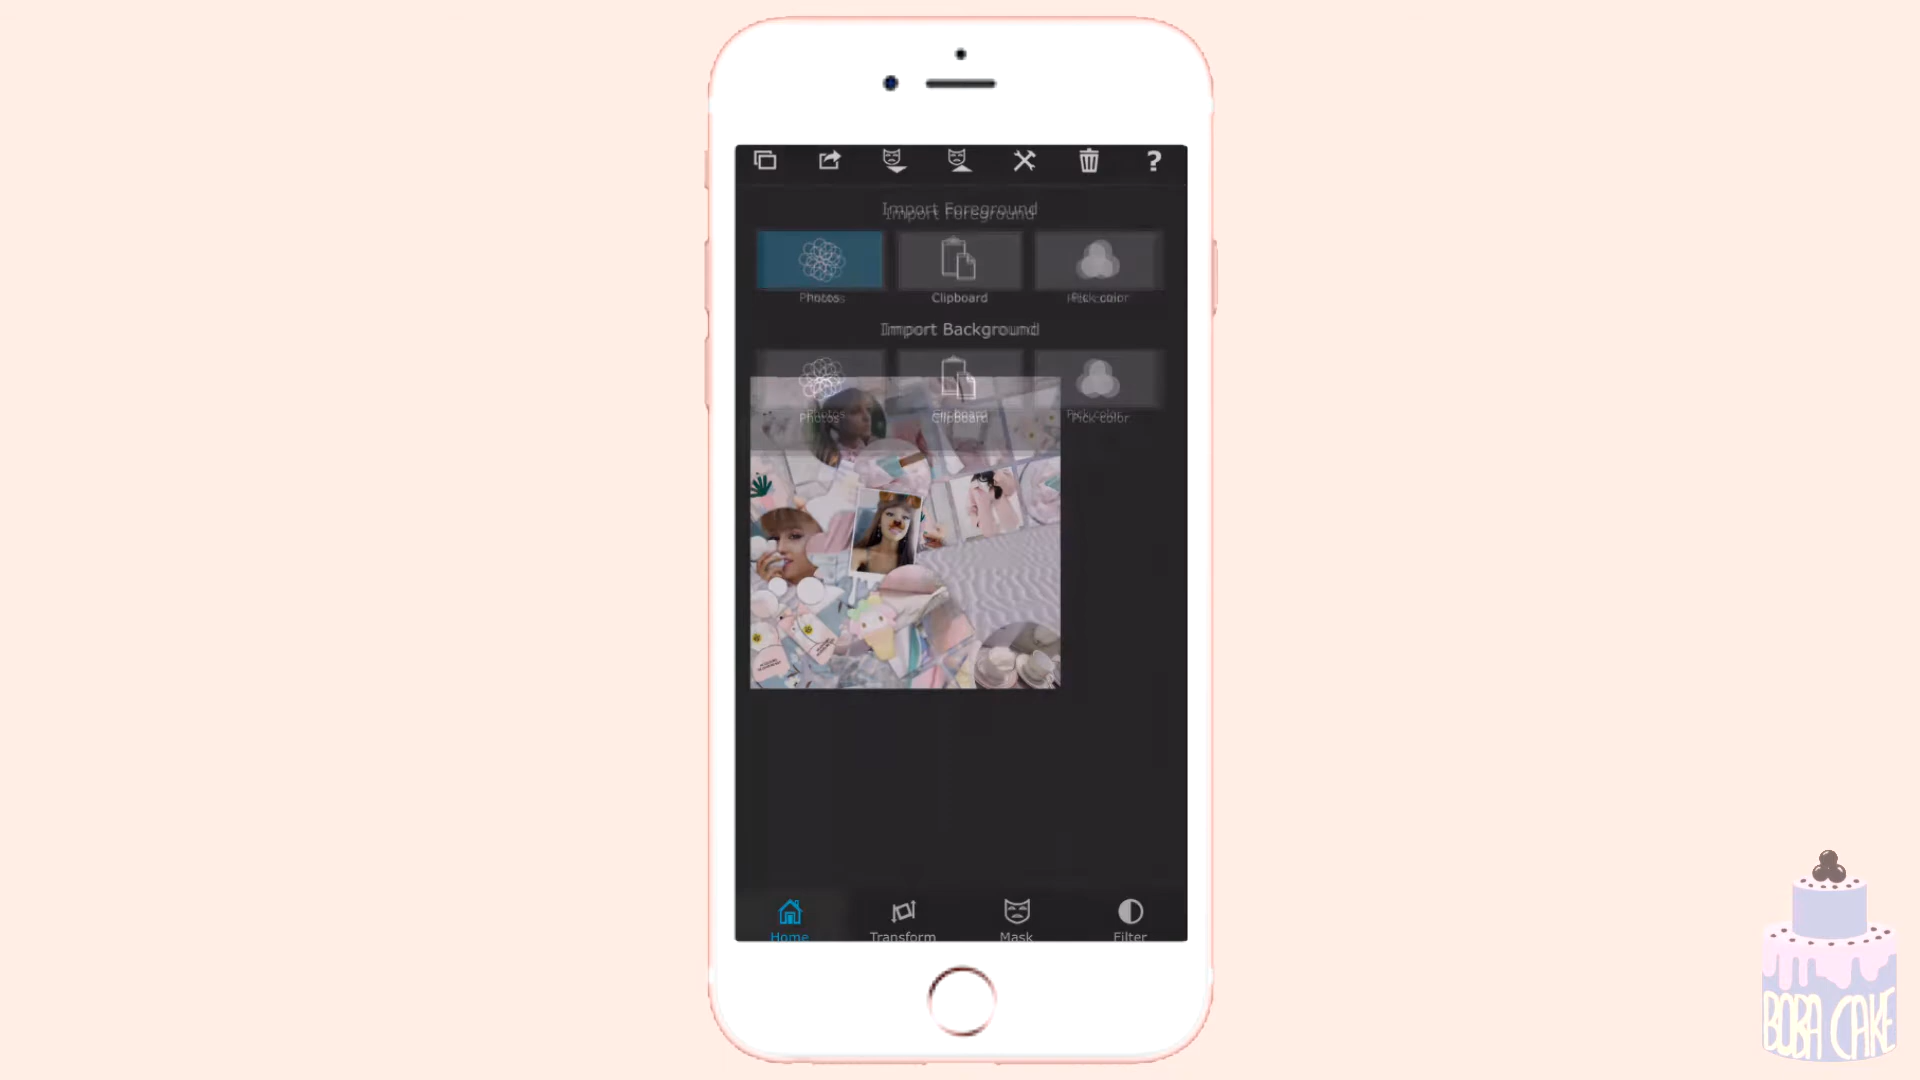 ?
Import Foreground
Photos Clipboard Pick color
Import Background
Photos Clipboard Pick color
Home Transform Mask Filter
BOBA CAKE